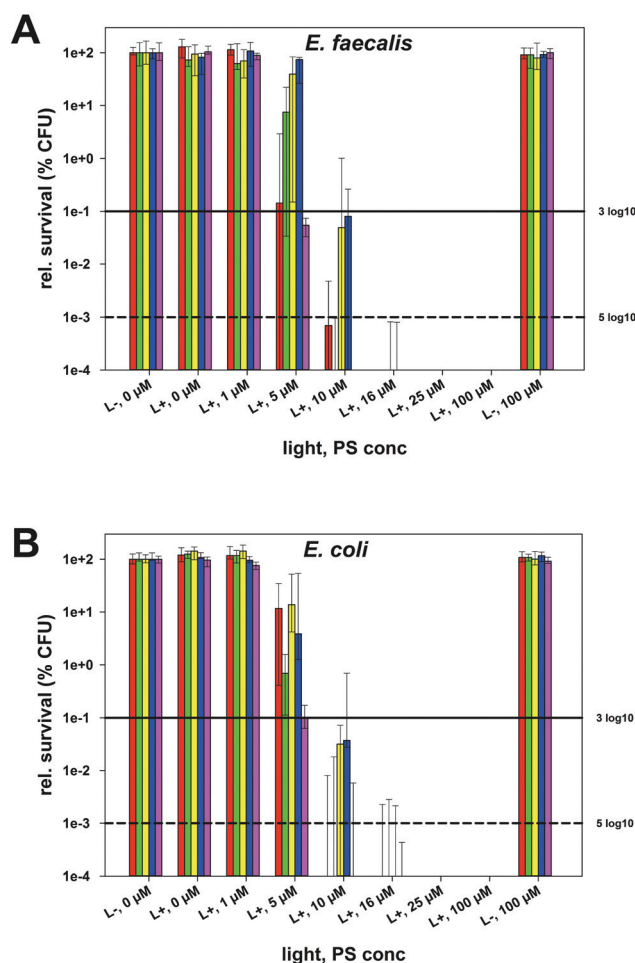 A
E. faecalis
1e+2
1e+1
1e+0
1e-1
1e-2
1e-3
1e-4
rel. survival (% CFU)
3 log10
5 log10
L-, 0 µM
L+, 0 µM
L+, 1 µM
L+, 5 µM
L+, 10 µM
L+, 16 µM
L+, 25 µM
L+, 100 µM
L-, 100 µM
light, PS conc
B
E. coli
1e+2
1e+1
1e+0
1e-1
1e-2
1e-3
1e-4
rel. survival (% CFU)
3 log10
5 log10
L-, 0 µM
L+, 0 µM
L+, 1 µM
L+, 5 µM
L+, 10 µM
L+, 16 µM
L+, 25 µM
L+, 100 µM
L-, 100 µM
light, PS conc